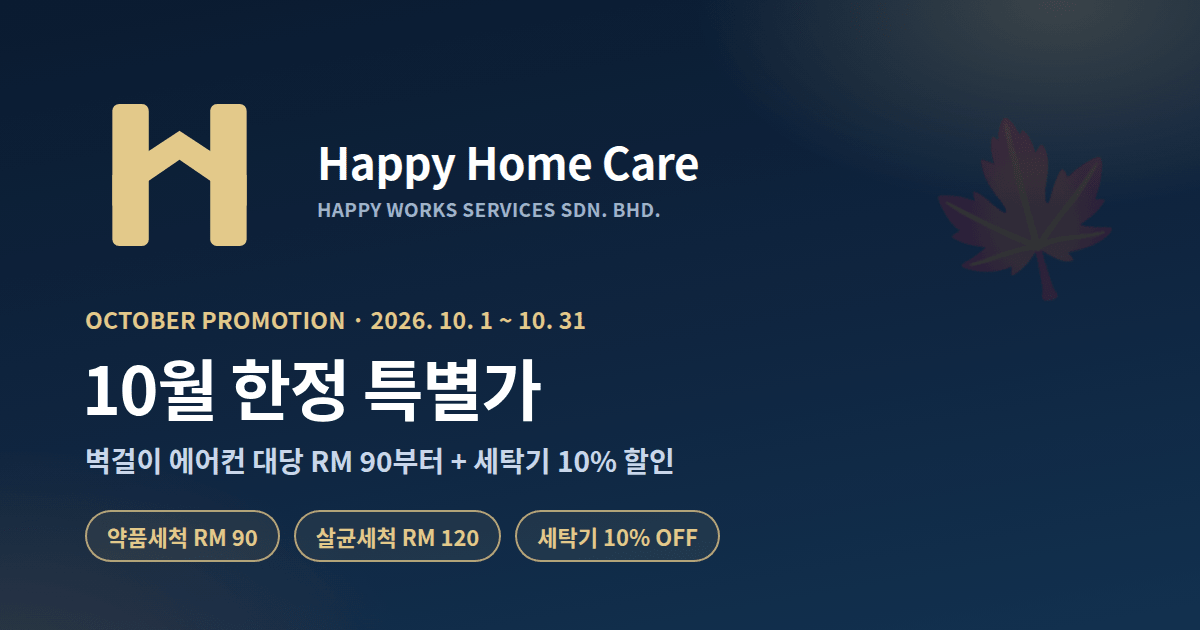 Happy Home Care
HAPPY WORKS SERVICES SDN. BHD.
OCTOBER PROMOTION · 2026. 10. 1 ~ 10. 31
10월 한정 특별가
벽걸이 에어컨 대당 RM 90부터 + 세탁기 10% 할인
약품세척 RM 90
살균세척 RM 120
세탁기 10% OFF